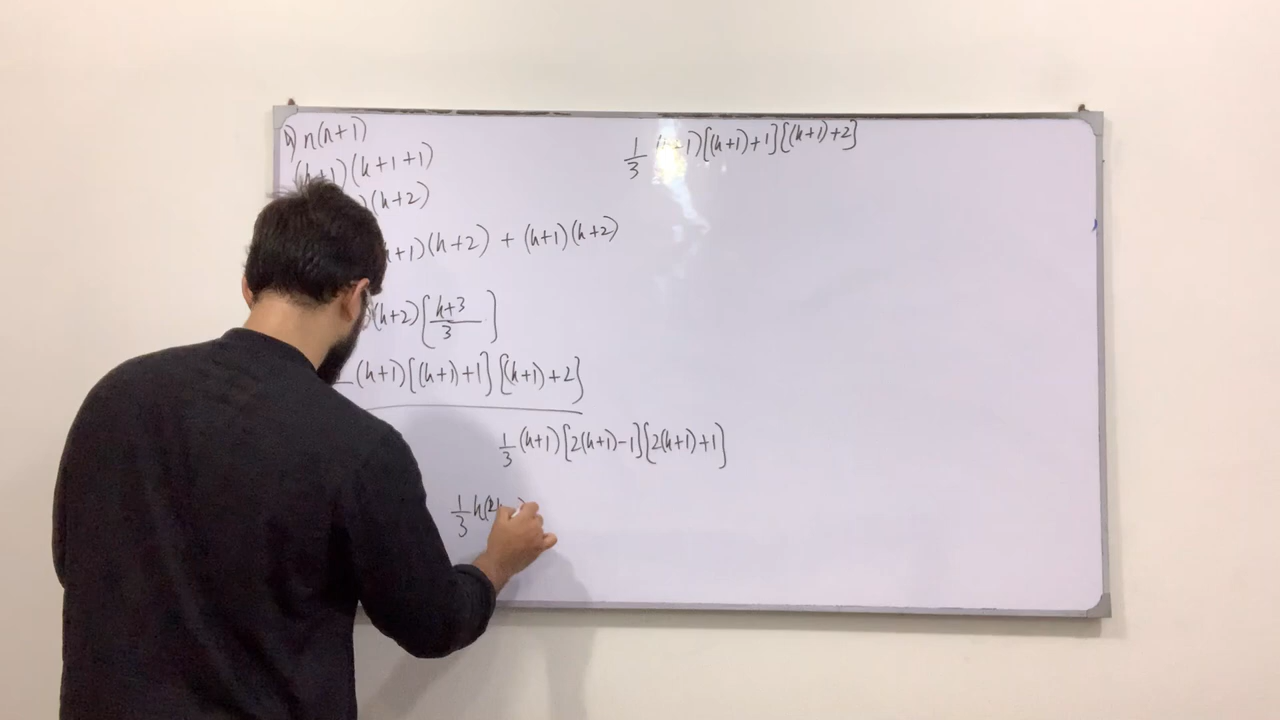 4) n(n+1)
1/3 -1)[(k+1)+1][(k+1)+2]
(k+1)(k+1+1)
)(k+2)
k+1)(k+2) + (k+1)(k+2)
)(k+2)[(k+3)/3]
(k+1)[(k+1)+1][(k+1)+2]
1/3 (k+1)[2(k+1)-1][2(k+1)+1]
1/3 k(2k